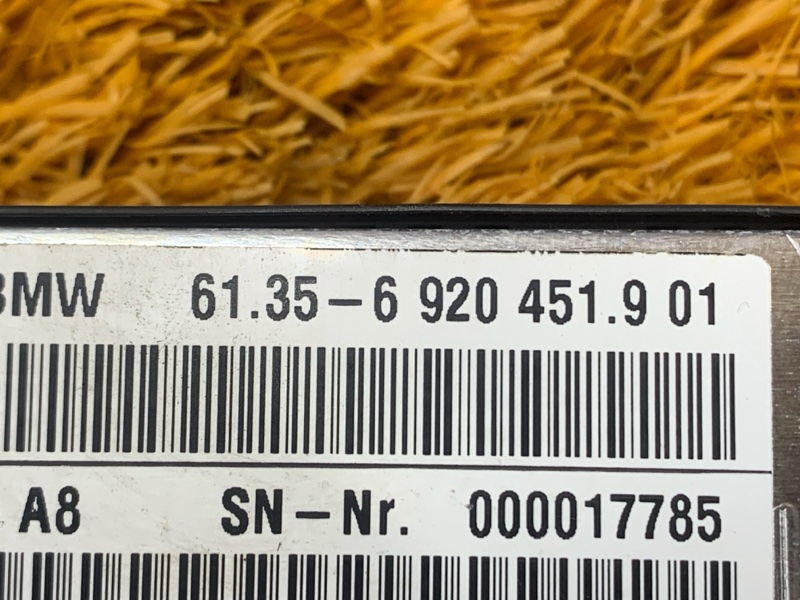 BMW 61.35-6 920 451.9 01
A8 SN-Nr. 000017785